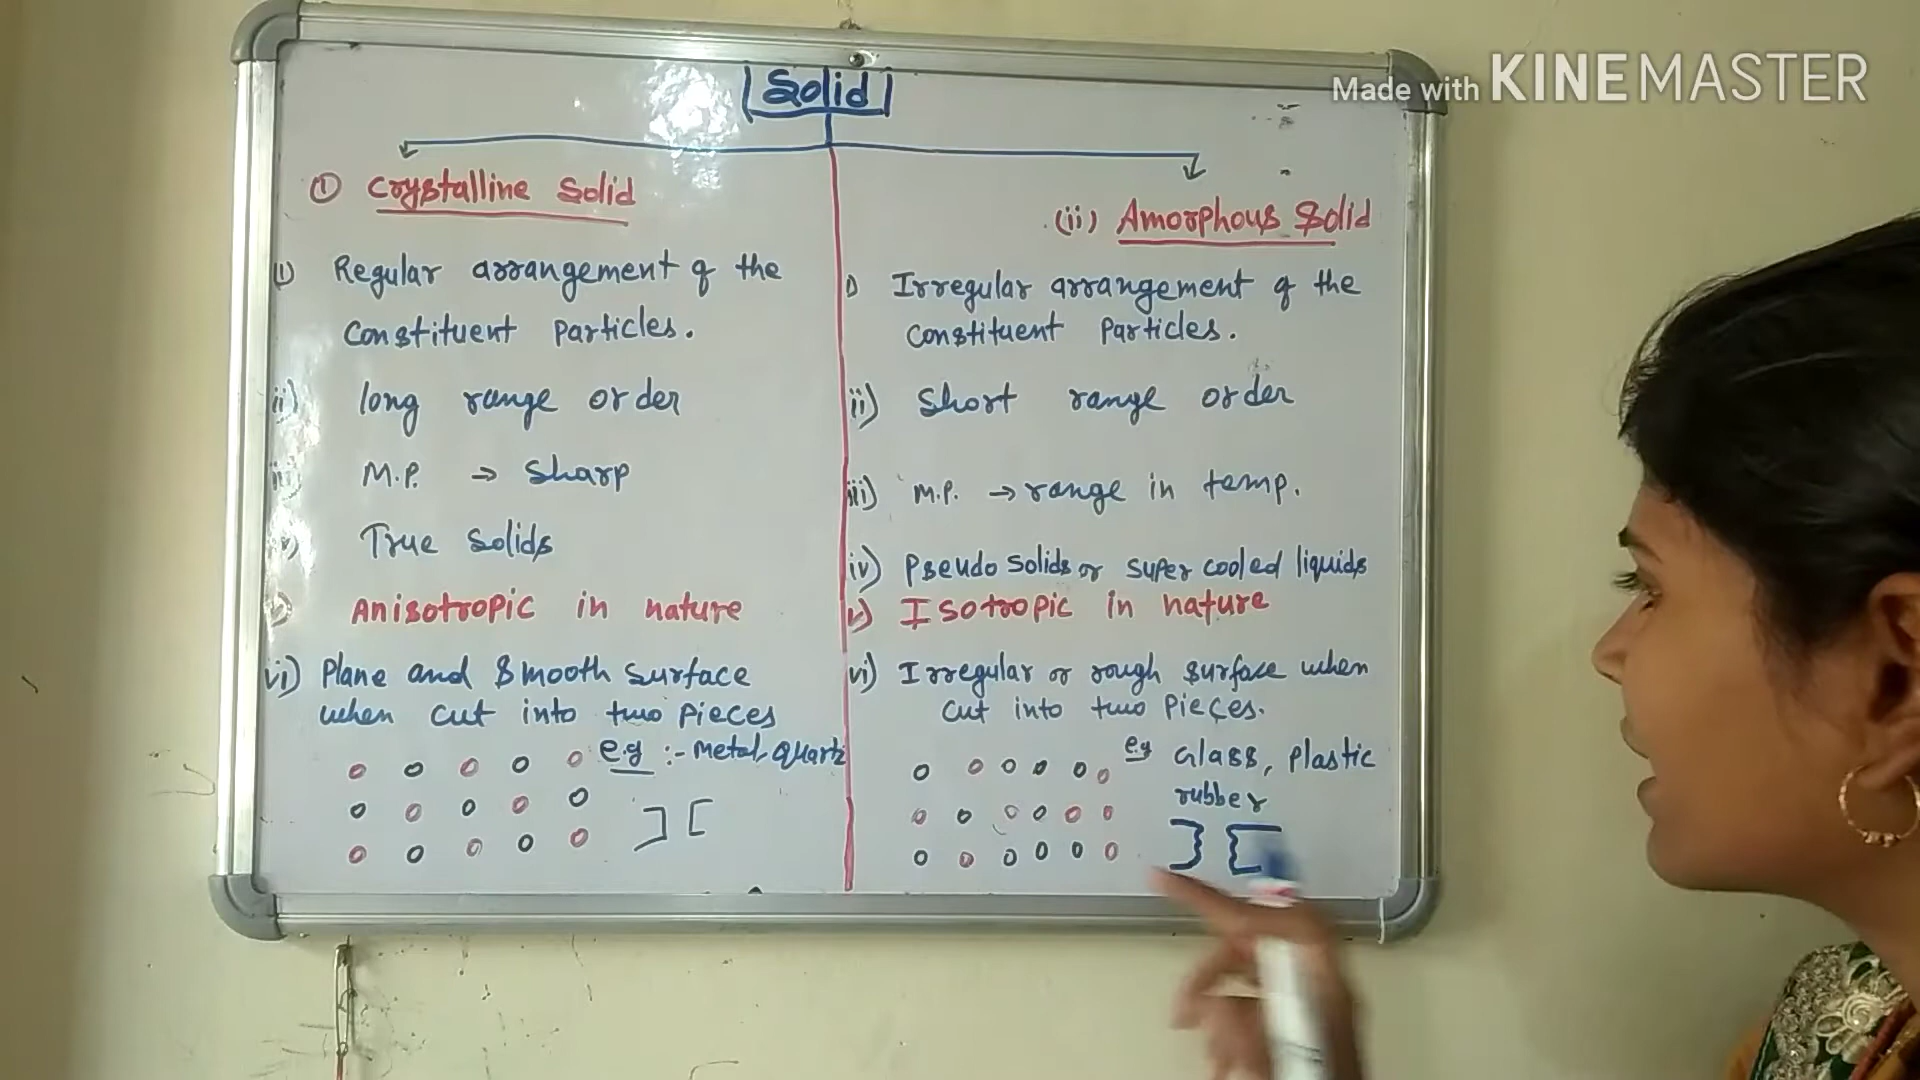 Made with KINEMASTER
Solid
① Crystalline Solid
i) Regular arrangement of the
Constituent Particles.
ii) long range order
iii) M.P. → Sharp
iv) True Solids
v) Anisotropic in nature
vi) Plane and Smooth Surface
when cut into two Pieces
e.g :- Metal, Quartz
(ii) Amorphous Solid
i) Irregular arrangement of the
Constituent Particles.
ii) Short range order
iii) M.P. → range in temp.
iv) Pseudo Solids or super cooled liquids
v) Isotropic in nature
vi) Irregular or rough surface when
cut into two Pieces.
e.g Glass, Plastic
rubber